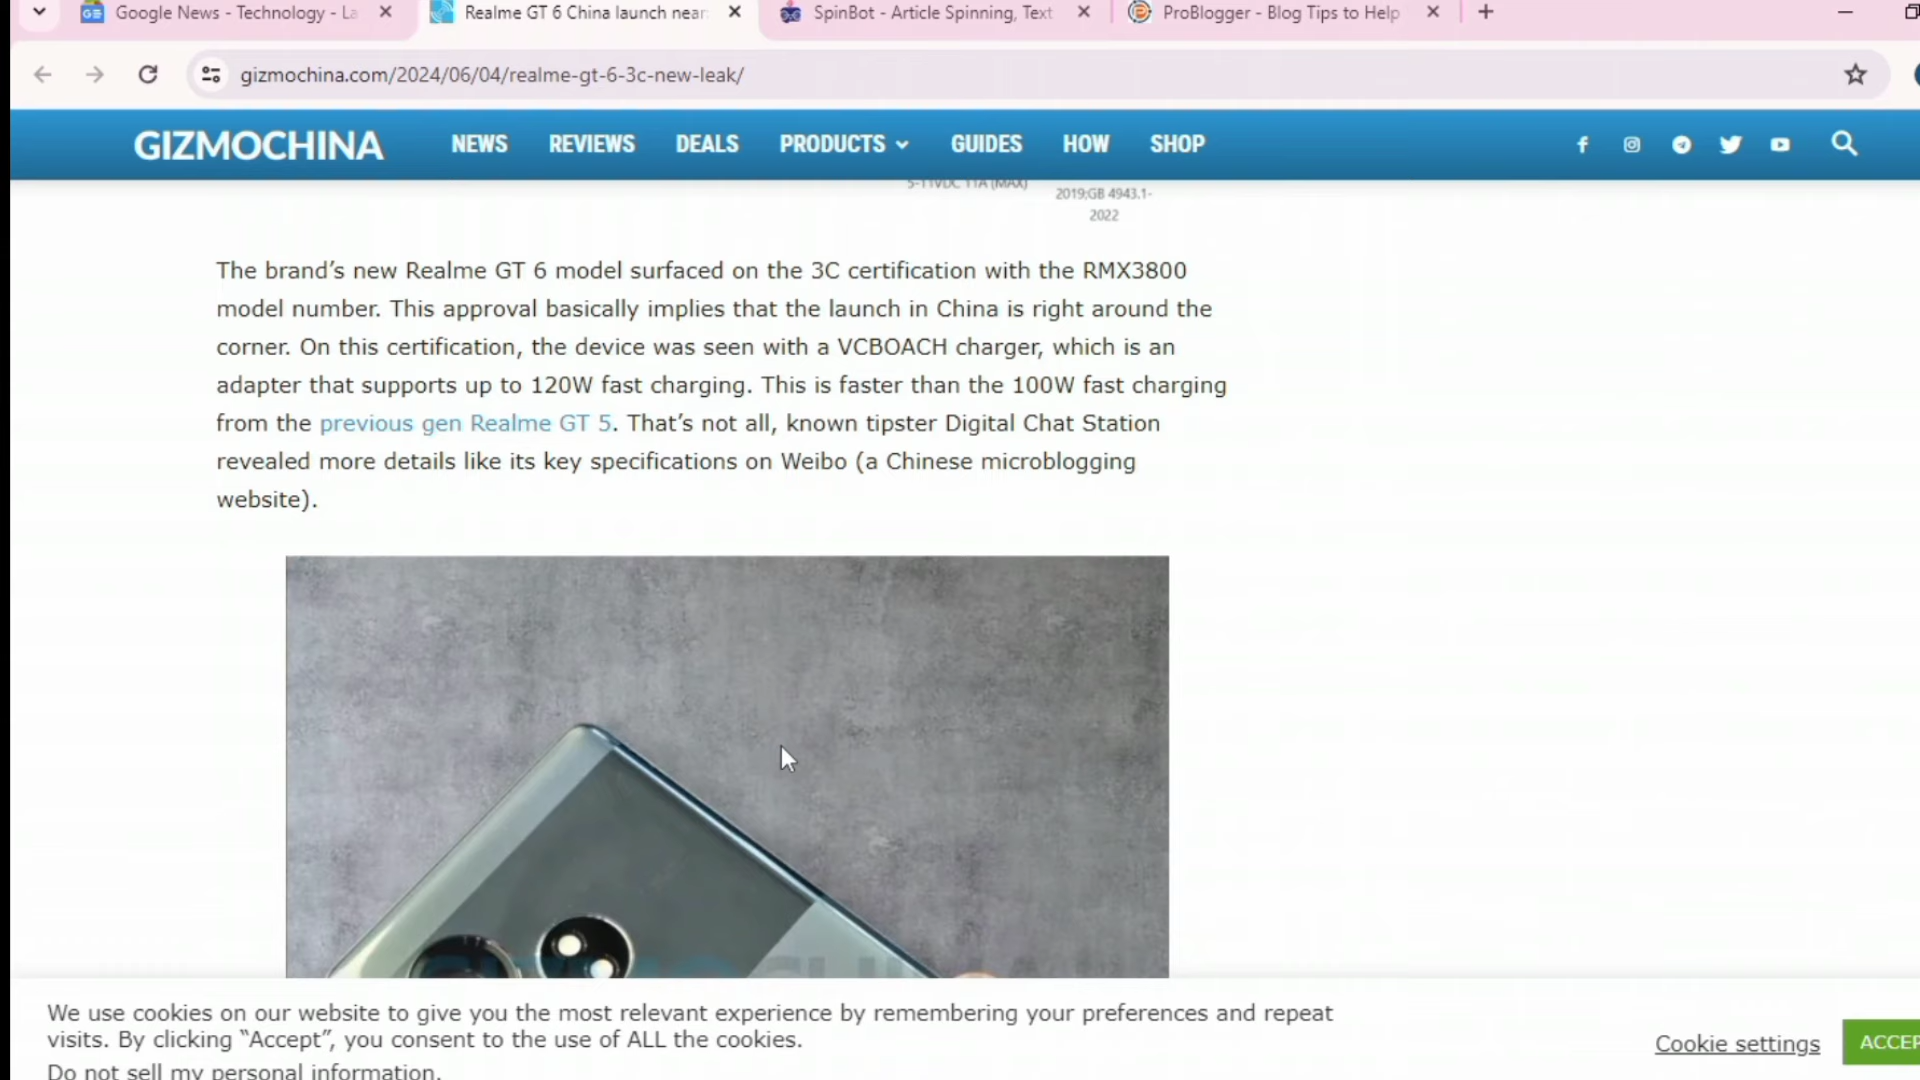 Google News - Technology - La
Realme GT 6 China launch near
SpinBot - Article Spinning, Text
ProBlogger - Blog Tips to Help
gizmochina.com/2024/06/04/realme-gt-6-3c-new-leak/
GIZMOCHINA NEWS REVIEWS DEALS PRODUCTS GUIDES HOW SHOP
5-11VDC 11A (MAX)
2019;GB 4943.1-
2022
The brand’s new Realme GT 6 model surfaced on the 3C certification with the RMX3800
model number. This approval basically implies that the launch in China is right around the
corner. On this certification, the device was seen with a VCBOACH charger, which is an
adapter that supports up to 120W fast charging. This is faster than the 100W fast charging
from the previous gen Realme GT 5. That’s not all, known tipster Digital Chat Station
revealed more details like its key specifications on Weibo (a Chinese microblogging
website).
We use cookies on our website to give you the most relevant experience by remembering your preferences and repeat
visits. By clicking “Accept”, you consent to the use of ALL the cookies.
Do not sell my personal information.
Cookie settings
ACCEP